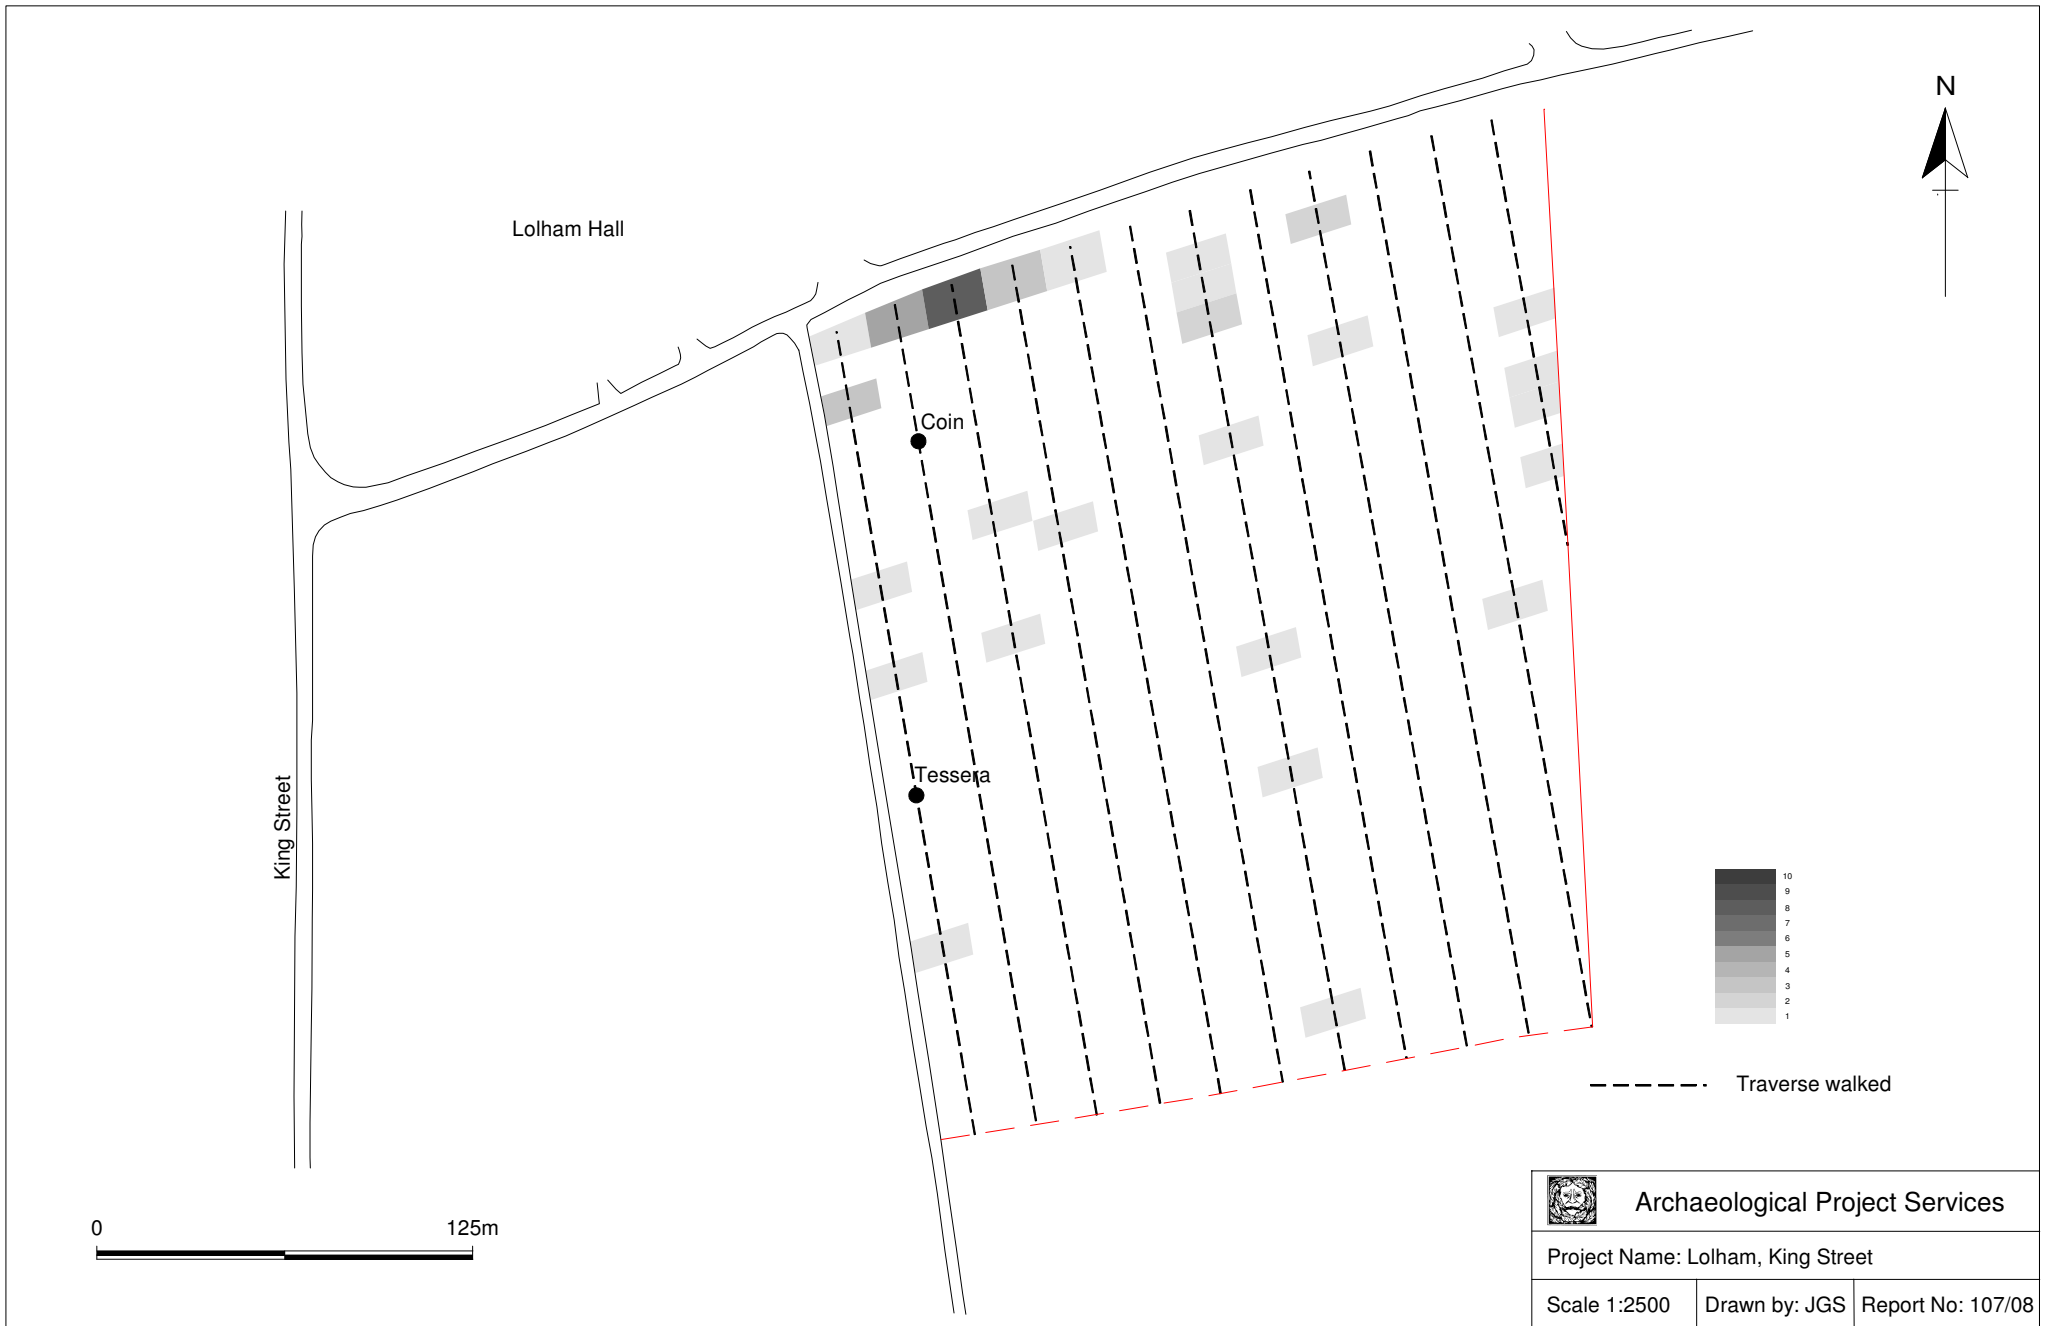 N
Lolham Hall
Coin
Tessera
King Street
10
9
8
7
6
5
4
3
2
1
Traverse walked
0 125m
Archaeological Project Services
Project Name: Lolham, King Street
Scale 1:2500 Drawn by: JGS Report No: 107/08